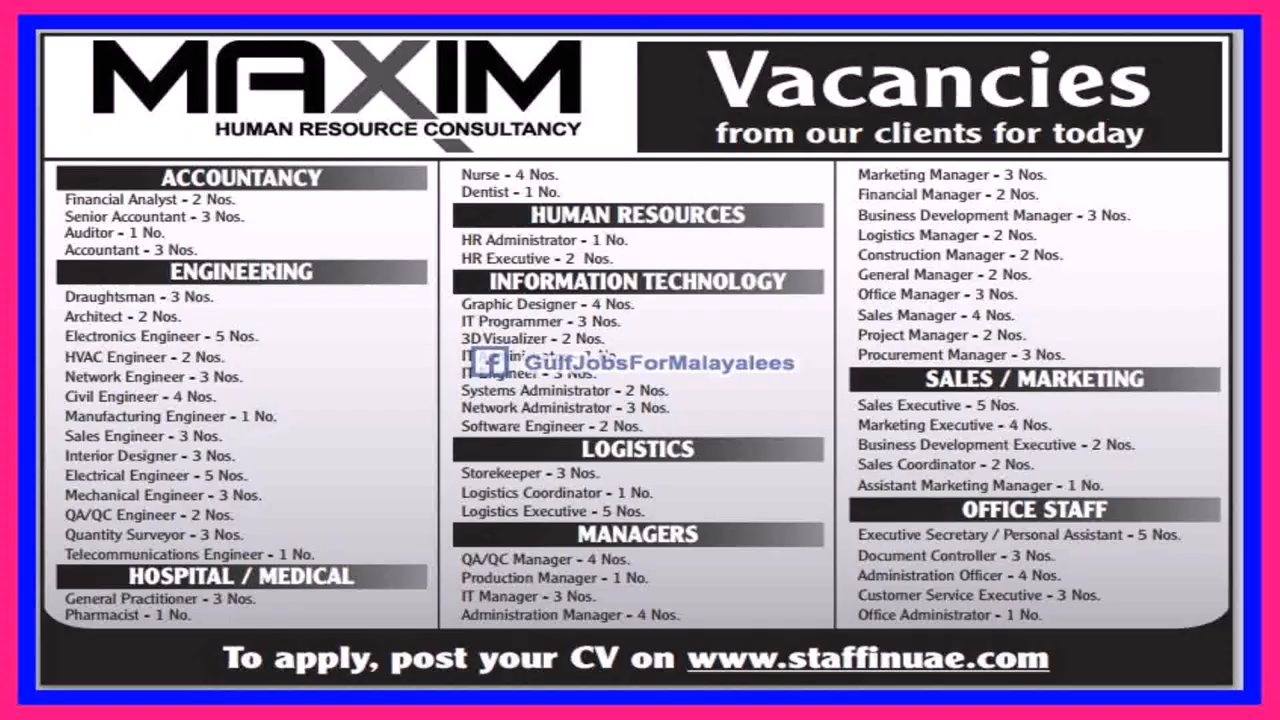 MAXIM
HUMAN RESOURCE CONSULTANCY
Vacancies
from our clients for today
ACCOUNTANCY
Financial Analyst - 2 Nos.
Senior Accountant - 3 Nos.
Auditor - 1 No.
Accountant - 3 Nos.
ENGINEERING
Draughtsman - 3 Nos.
Architect - 2 Nos.
Electronics Engineer - 5 Nos.
HVAC Engineer - 2 Nos.
Network Engineer - 3 Nos.
Civil Engineer - 4 Nos.
Manufacturing Engineer - 1 No.
Sales Engineer - 3 Nos.
Interior Designer - 3 Nos.
Electrical Engineer - 5 Nos.
Mechanical Engineer - 3 Nos.
QA/QC Engineer - 2 Nos.
Quantity Surveyor - 3 Nos.
Telecommunications Engineer - 1 No.
HOSPITAL / MEDICAL
General Practitioner - 3 Nos.
Pharmacist - 1 No.
Nurse - 4 Nos.
Dentist - 1 No.
HUMAN RESOURCES
HR Administrator - 1 No.
HR Executive - 2 Nos.
INFORMATION TECHNOLOGY
Graphic Designer - 4 Nos.
IT Programmer - 3 Nos.
3D Visualizer - 2 Nos.
IT
GulfJobsForMalayalees
IT Engineer - 3 Nos.
Systems Administrator - 2 Nos.
Network Administrator - 3 Nos.
Software Engineer - 2 Nos.
LOGISTICS
Storekeeper - 3 Nos.
Logistics Coordinator - 1 No.
Logistics Executive - 5 Nos.
MANAGERS
QA/QC Manager - 4 Nos.
Production Manager - 1 No.
IT Manager - 3 Nos.
Administration Manager - 4 Nos.
Marketing Manager - 3 Nos.
Financial Manager - 2 Nos.
Business Development Manager - 3 Nos.
Logistics Manager - 2 Nos.
Construction Manager - 2 Nos.
General Manager - 2 Nos.
Office Manager - 3 Nos.
Sales Manager - 4 Nos.
Project Manager - 2 Nos.
Procurement Manager - 3 Nos.
SALES / MARKETING
Sales Executive - 5 Nos.
Marketing Executive - 4 Nos.
Business Development Executive - 2 Nos.
Sales Coordinator - 2 Nos.
Assistant Marketing Manager - 1 No.
OFFICE STAFF
Executive Secretary / Personal Assistant - 5 Nos.
Document Controller - 3 Nos.
Administration Officer - 4 Nos.
Customer Service Executive - 3 Nos.
Office Administrator - 1 No.
To apply, post your CV on www.staffinuae.com